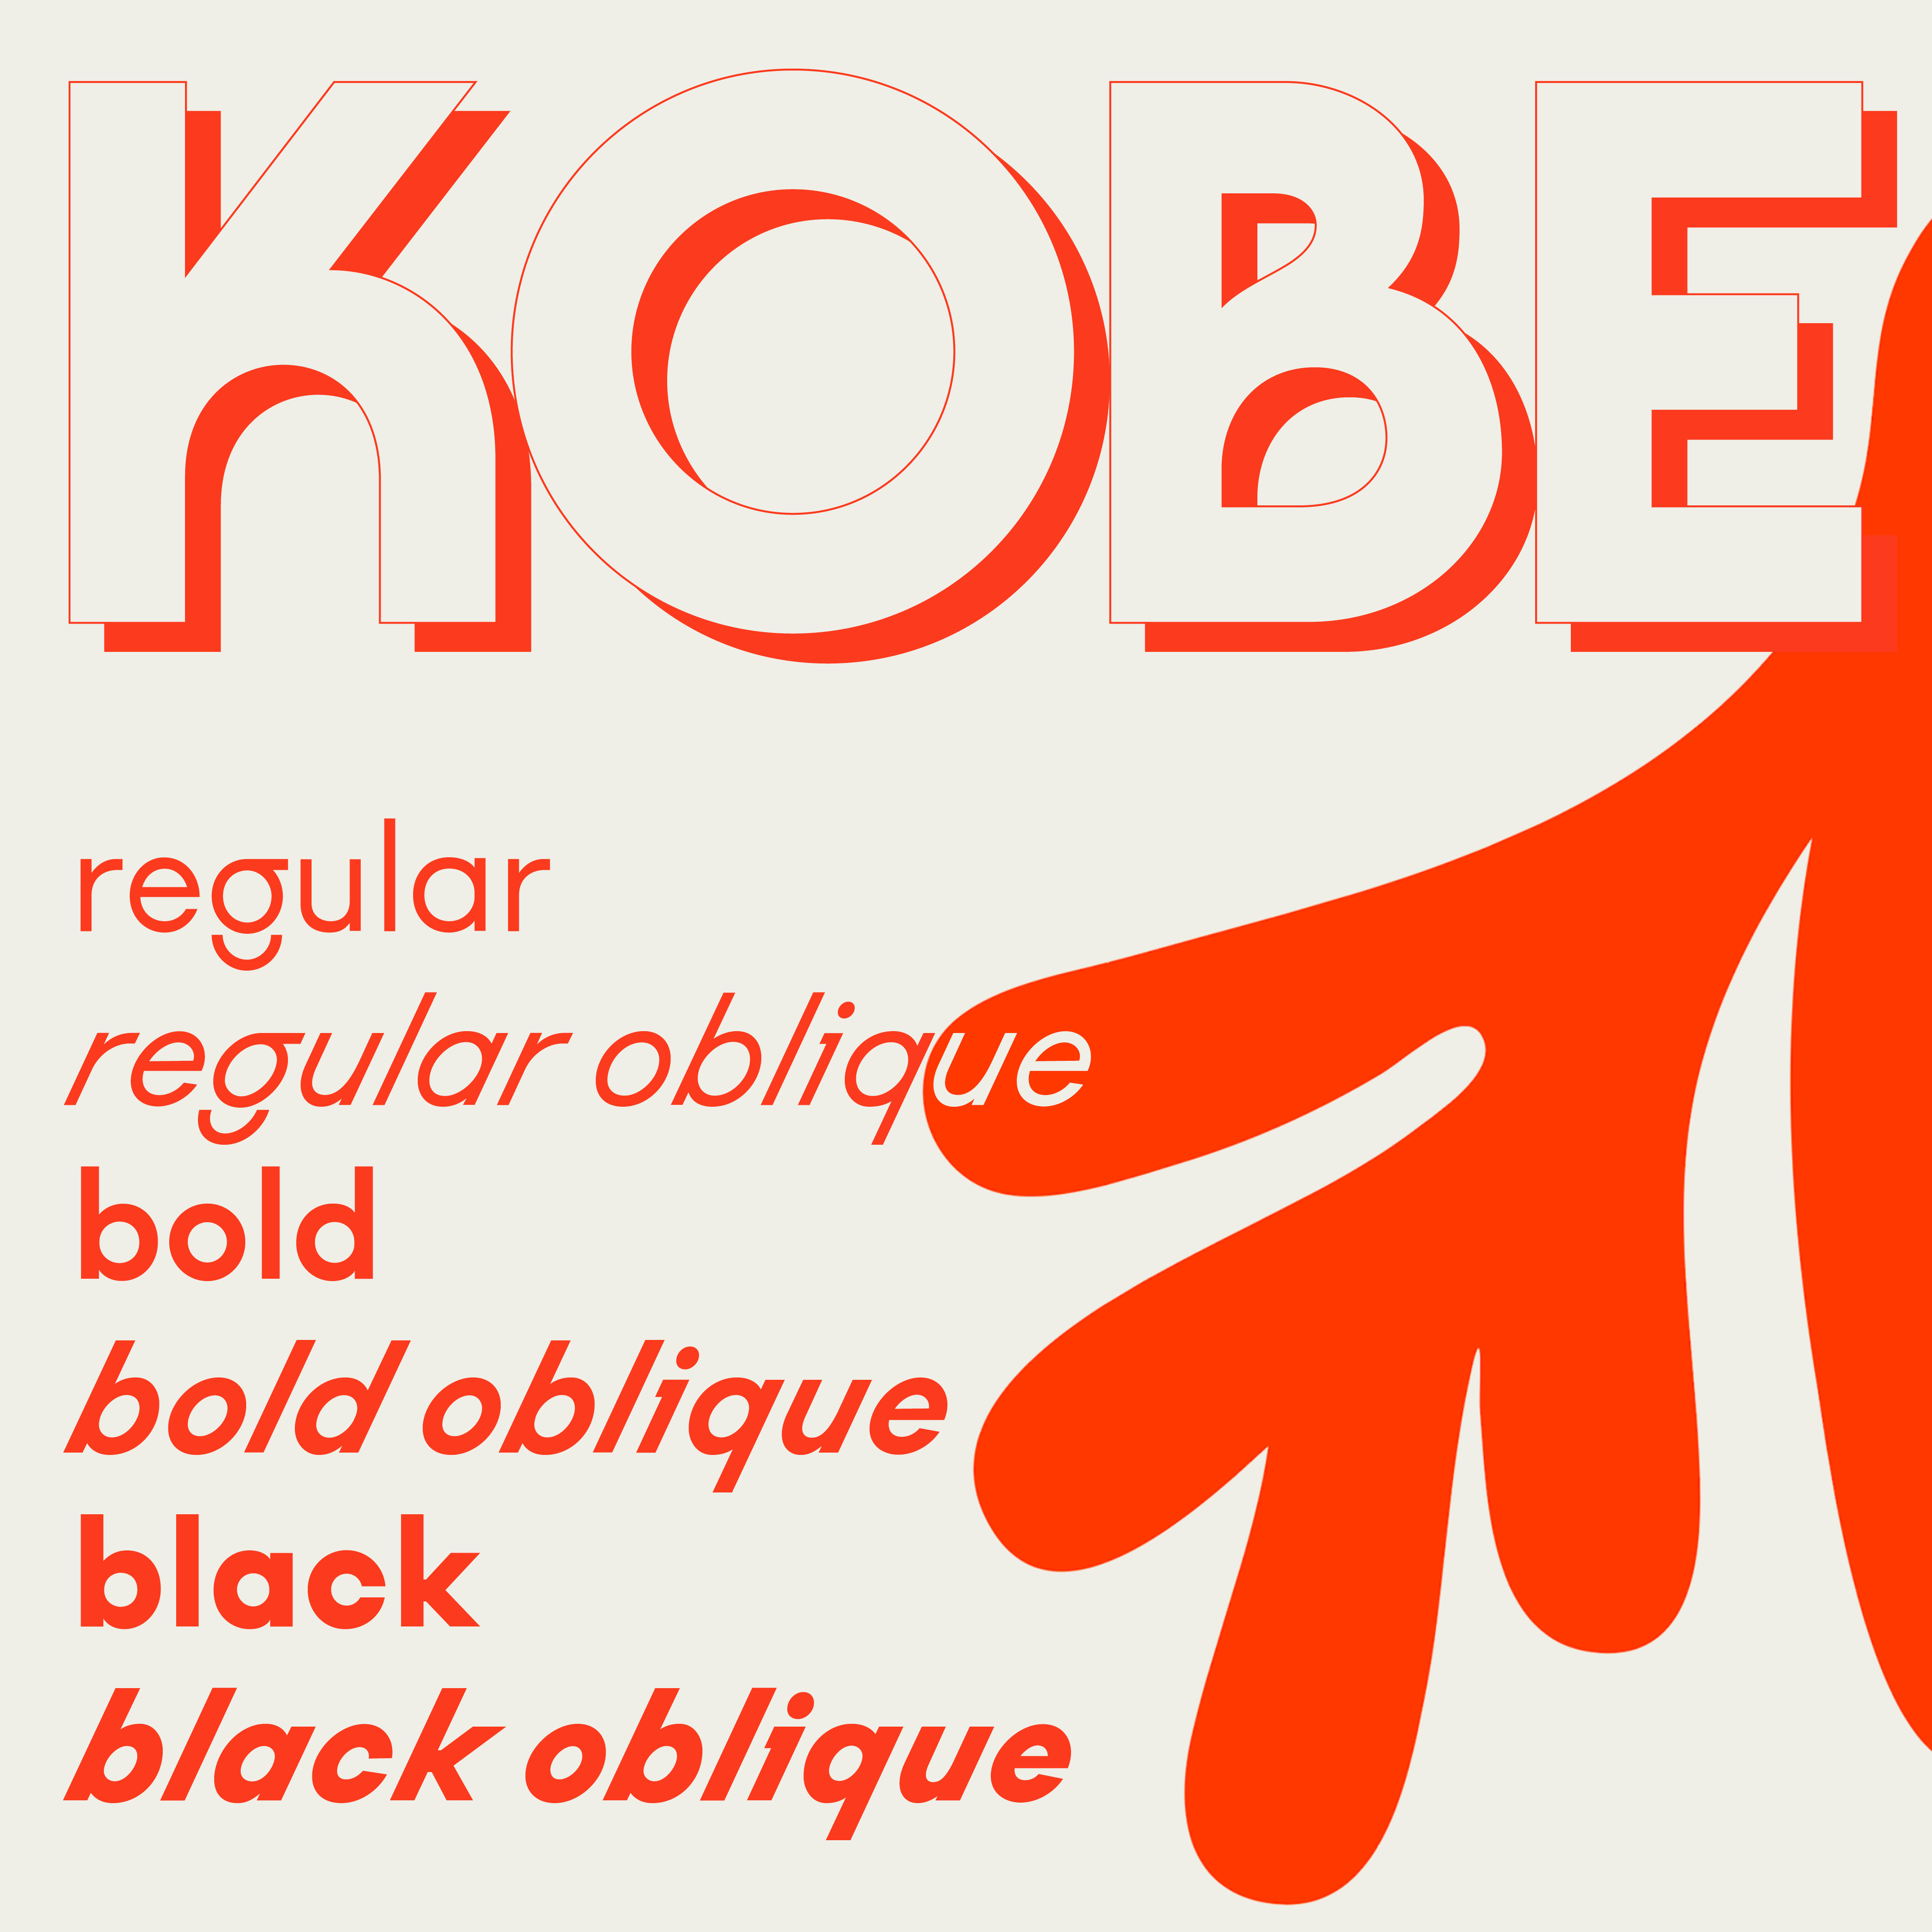 KOBE
regular
regular oblique
bold
bold oblique
black
black oblique